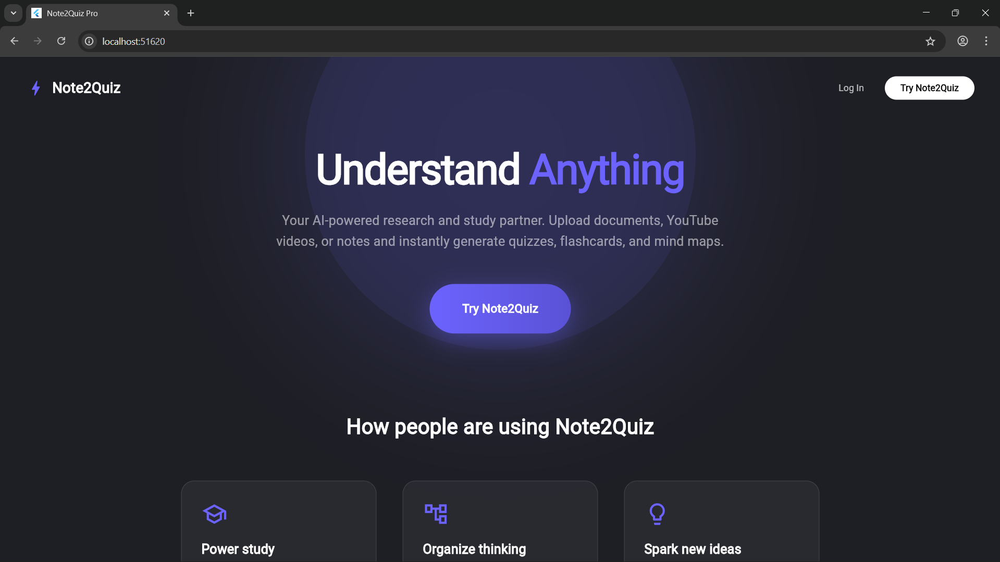 Note2Quiz Pro
localhost:51620
Note2Quiz
Log In
Try Note2Quiz
Understand Anything
Your AI-powered research and study partner. Upload documents, YouTube
videos, or notes and instantly generate quizzes, flashcards, and mind maps.
Try Note2Quiz
How people are using Note2Quiz
Power study
Organize thinking
Spark new ideas